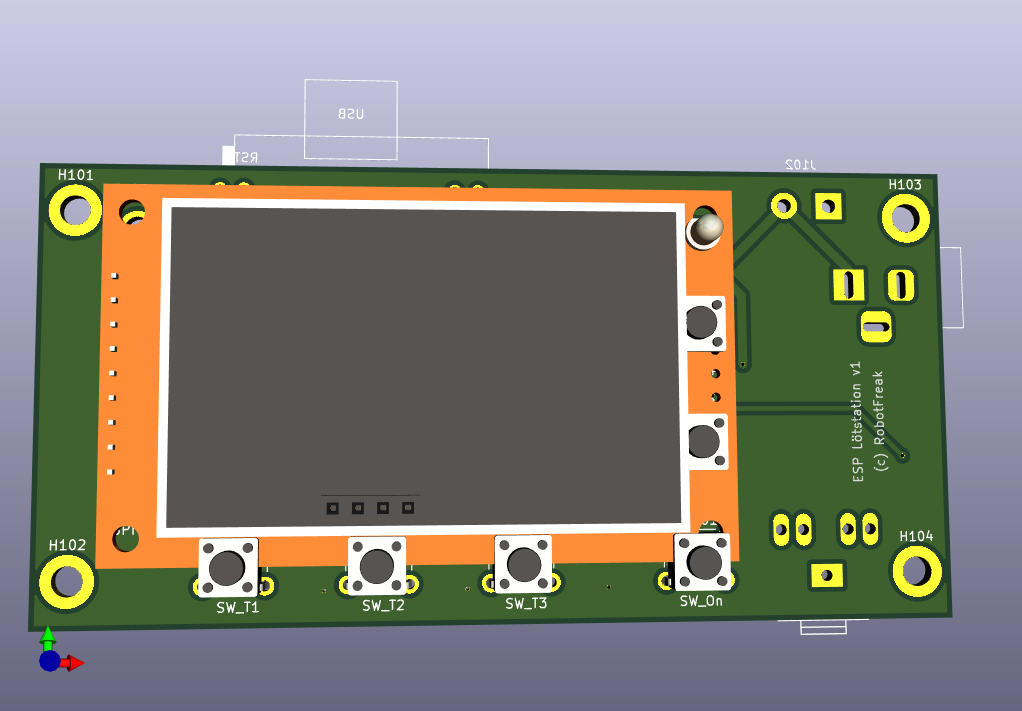 USB
RST
J102
H101
H103
ESP Lötstation v1
(c) RobotFreak
H102
H104
SW_T1
SW_T2
SW_T3
SW_On